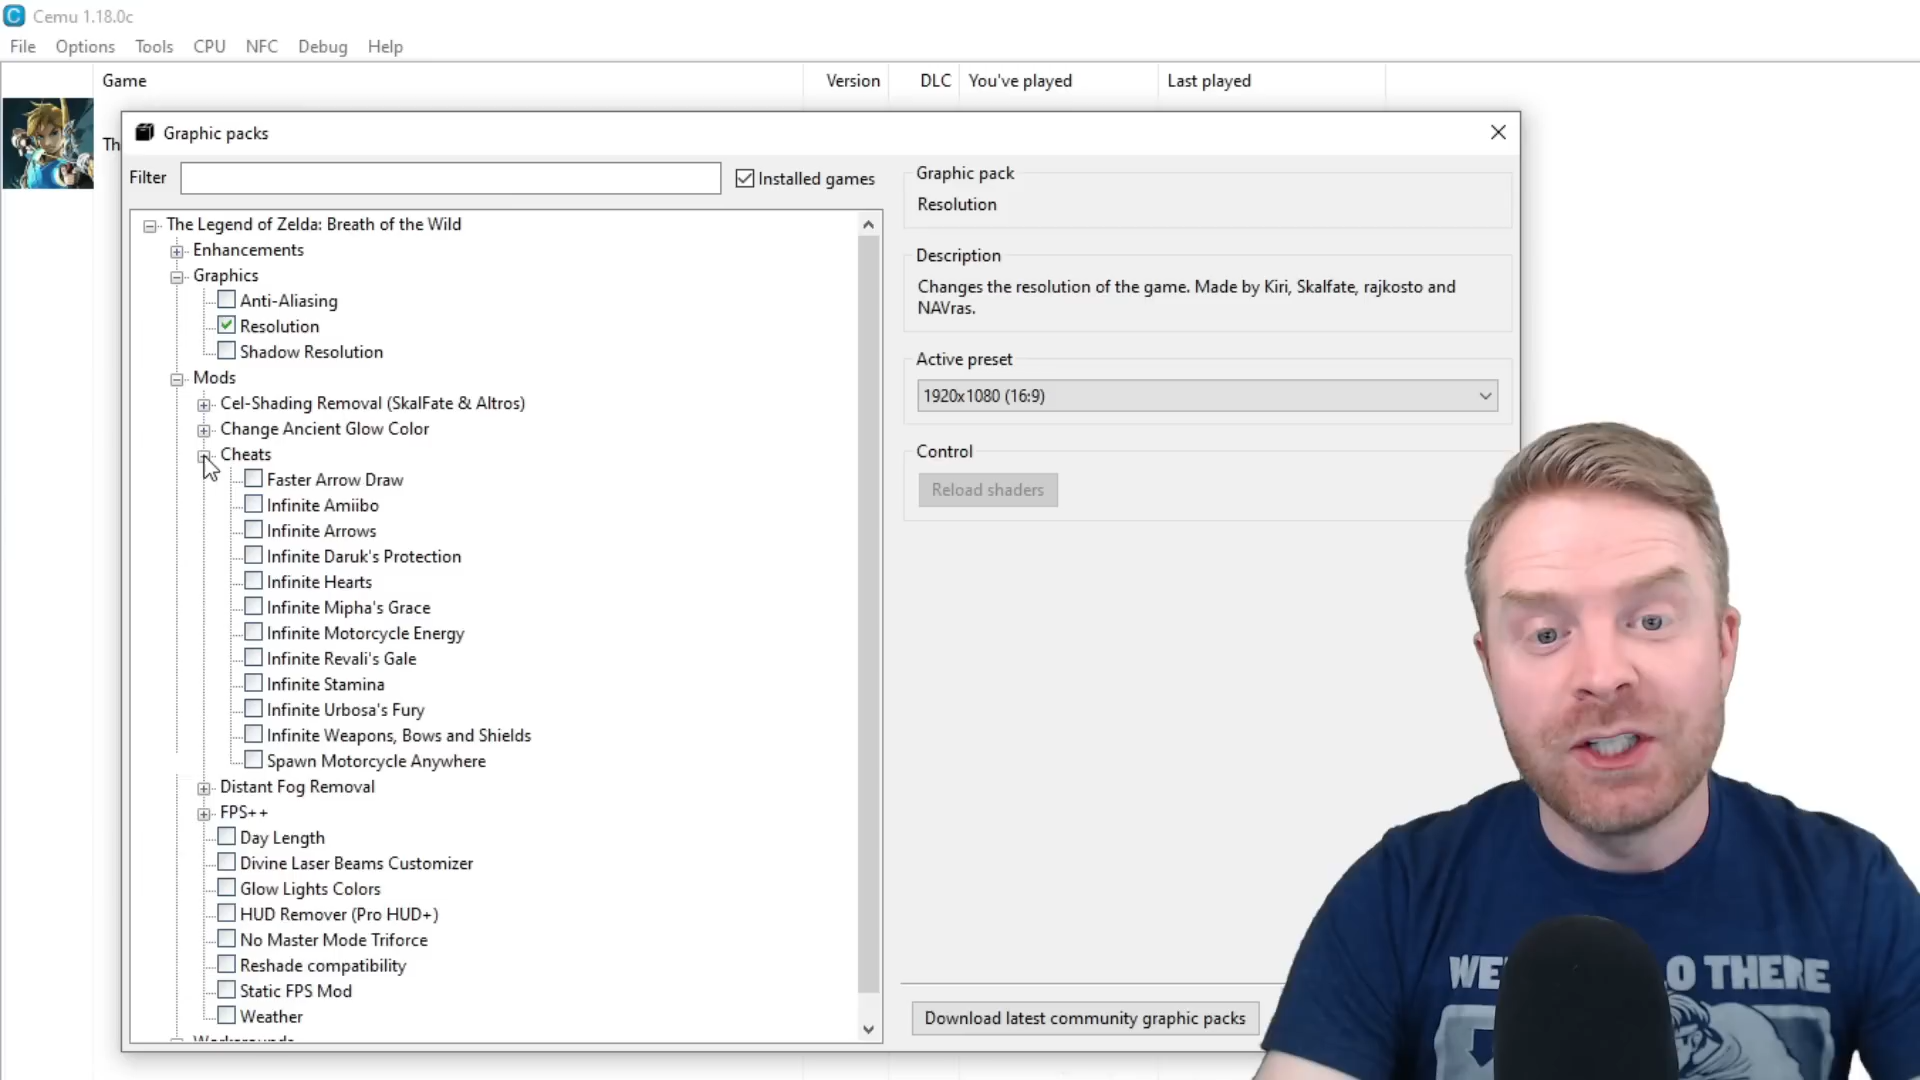 Cemu 1.18.0c
File Options Tools CPU NFC Debug Help
Game Version DLC You've played Last played
Th
Graphic packs
Filter
Installed games
The Legend of Zelda: Breath of the Wild
Enhancements
Graphics
Anti-Aliasing
Resolution
Shadow Resolution
Mods
Cel-Shading Removal (SkalFate & Altros)
Change Ancient Glow Color
Cheats
Faster Arrow Draw
Infinite Amiibo
Infinite Arrows
Infinite Daruk's Protection
Infinite Hearts
Infinite Mipha's Grace
Infinite Motorcycle Energy
Infinite Revali's Gale
Infinite Stamina
Infinite Urbosa's Fury
Infinite Weapons, Bows and Shields
Spawn Motorcycle Anywhere
Distant Fog Removal
FPS++
Day Length
Divine Laser Beams Customizer
Glow Lights Colors
HUD Remover (Pro HUD+)
No Master Mode Triforce
Reshade compatibility
Static FPS Mod
Weather
Workarounds
Graphic pack
Resolution
Description
Changes the resolution of the game. Made by Kiri, Skalfate, rajkosto and
NAVras.
Active preset
1920x1080 (16:9)
Control
Reload shaders
Download latest community graphic packs
THERE